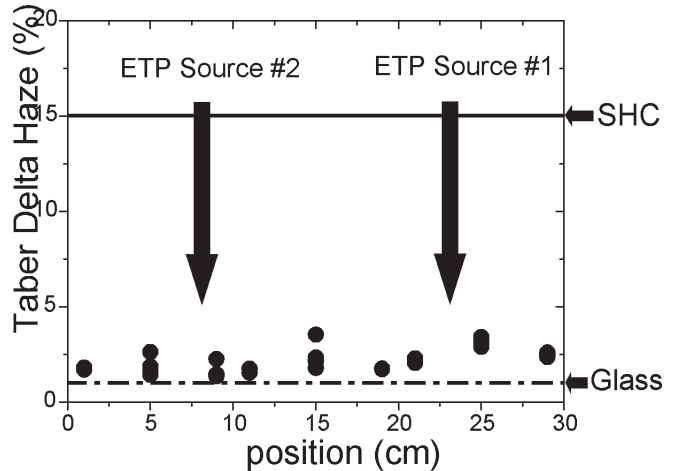 Taber Delta Haze (%)
20
15
10
5
0
ETP Source #2
ETP Source #1
SHC
Glass
0
5
10
15
20
25
30
position (cm)